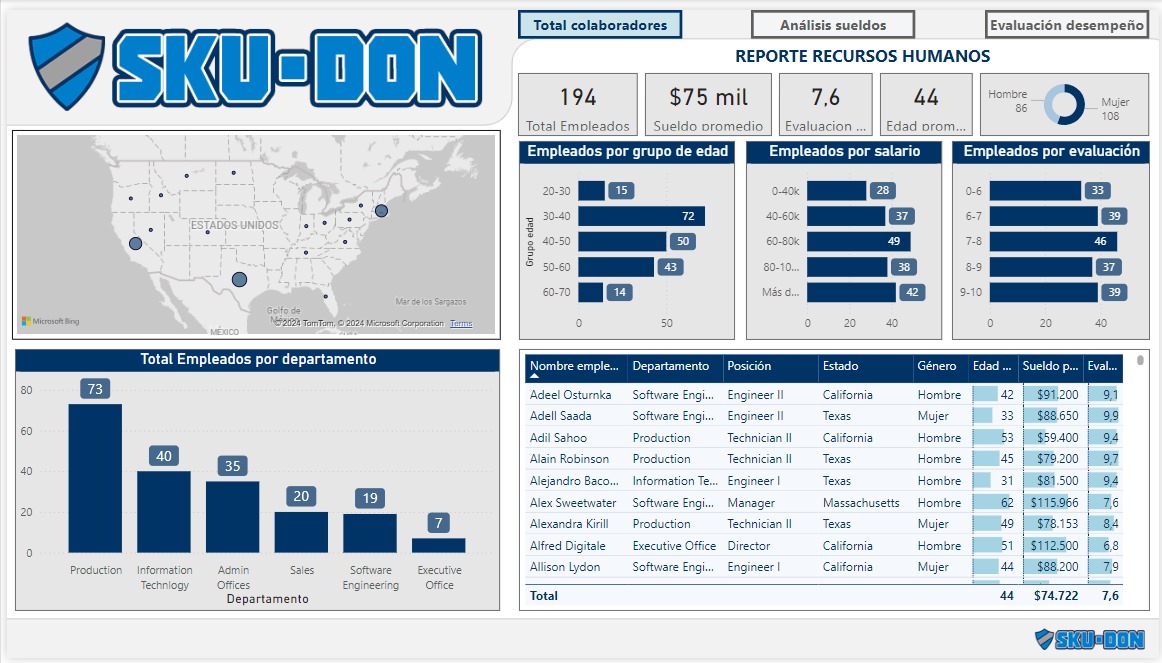 SKU-DON
Total colaboradores
Análisis sueldos
Evaluación desempeño
REPORTE RECURSOS HUMANOS
194
Total Empleados
$75 mil
Sueldo promedio
7,6
Evaluacion ...
44
Edad prom...
Hombre
86
Mujer
108
ESTADOS UNIDOS
Mar de los Sargazos
Golfo de
MÉXICO
Microsoft Bing
© 2024 TomTom, © 2024 Microsoft Corporation Terms
Empleados por grupo de edad
Grupo edad
20-30 15
30-40 72
40-50 50
50-60 43
60-70 14
0 50
Empleados por salario
0-40k 28
40-60k 37
60-80k 49
80-10... 38
Más d... 42
0 20 40
Empleados por evaluación
0-6 33
6-7 39
7-8 46
8-9 37
9-10 39
0 20 40
Total Empleados por departamento
80
60
40
20
0
73
40
35
20
19
7
Production
Information
Technlogy
Admin
Offices
Sales
Software
Engineering
Executive
Office
Departamento
Nombre emple... Departamento Posición Estado Género Edad ... Sueldo p... Eval...
Adeel Osturnka Software Engi... Engineer II California Hombre 42 $91.200 9,1
Adell Saada Software Engi... Engineer II Texas Mujer 33 $88.650 9,9
Adil Sahoo Production Technician II California Hombre 53 $59.400 9,4
Alain Robinson Production Technician II Texas Hombre 45 $79.200 9,7
Alejandro Baco... Information Te... Engineer I Texas Hombre 31 $81.500 9,4
Alex Sweetwater Software Engi... Manager Massachusetts Hombre 62 $115.966 7,6
Alexandra Kirill Production Technician II Texas Mujer 49 $78.153 8,4
Alfred Digitale Executive Office Director California Hombre 51 $112.500 6,8
Allison Lydon Software Engi... Engineer I California Mujer 44 $88.200 7,9
Total 44 $74.722 7,6
SKU-DON